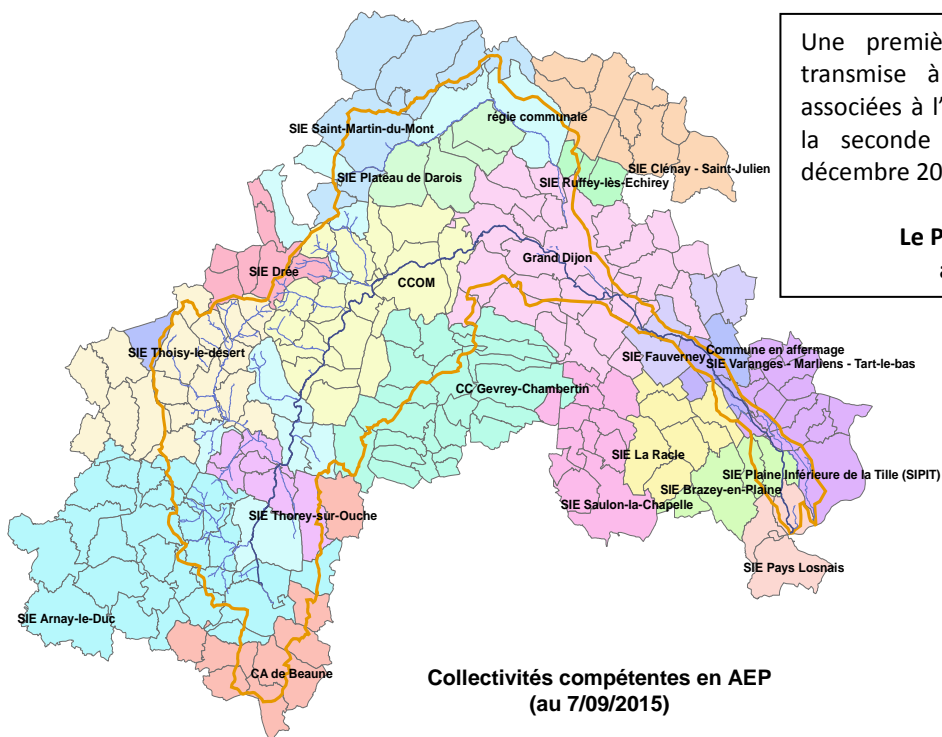 Une premiè
transmise à
associées à l'
la seconde
décembre 20
Le P
a
régie communale
SIE Saint-Martin-du-Mont
SIE Clénay - Saint-Julien
SIE Plateau de Darois
SIE Ruffey-lès-Echirey
Grand Dijon
SIE Drée
CCOM
SIE Thoisy-le-désert
Commune en affermage
SIE Fauverney
SIE Varanges - Marliens - Tart-le-bas
CC Gevrey-Chambertin
SIE La Racle
SIE Plaine Inférieure de la Tille (SIPIT)
SIE Brazey-en-Plaine
SIE Saulon-la-Chapelle
SIE Thorey-sur-Ouche
SIE Pays Losnais
SIE Arnay-le-Duc
CA de Beaune
Collectivités compétentes en AEP
(au 7/09/2015)